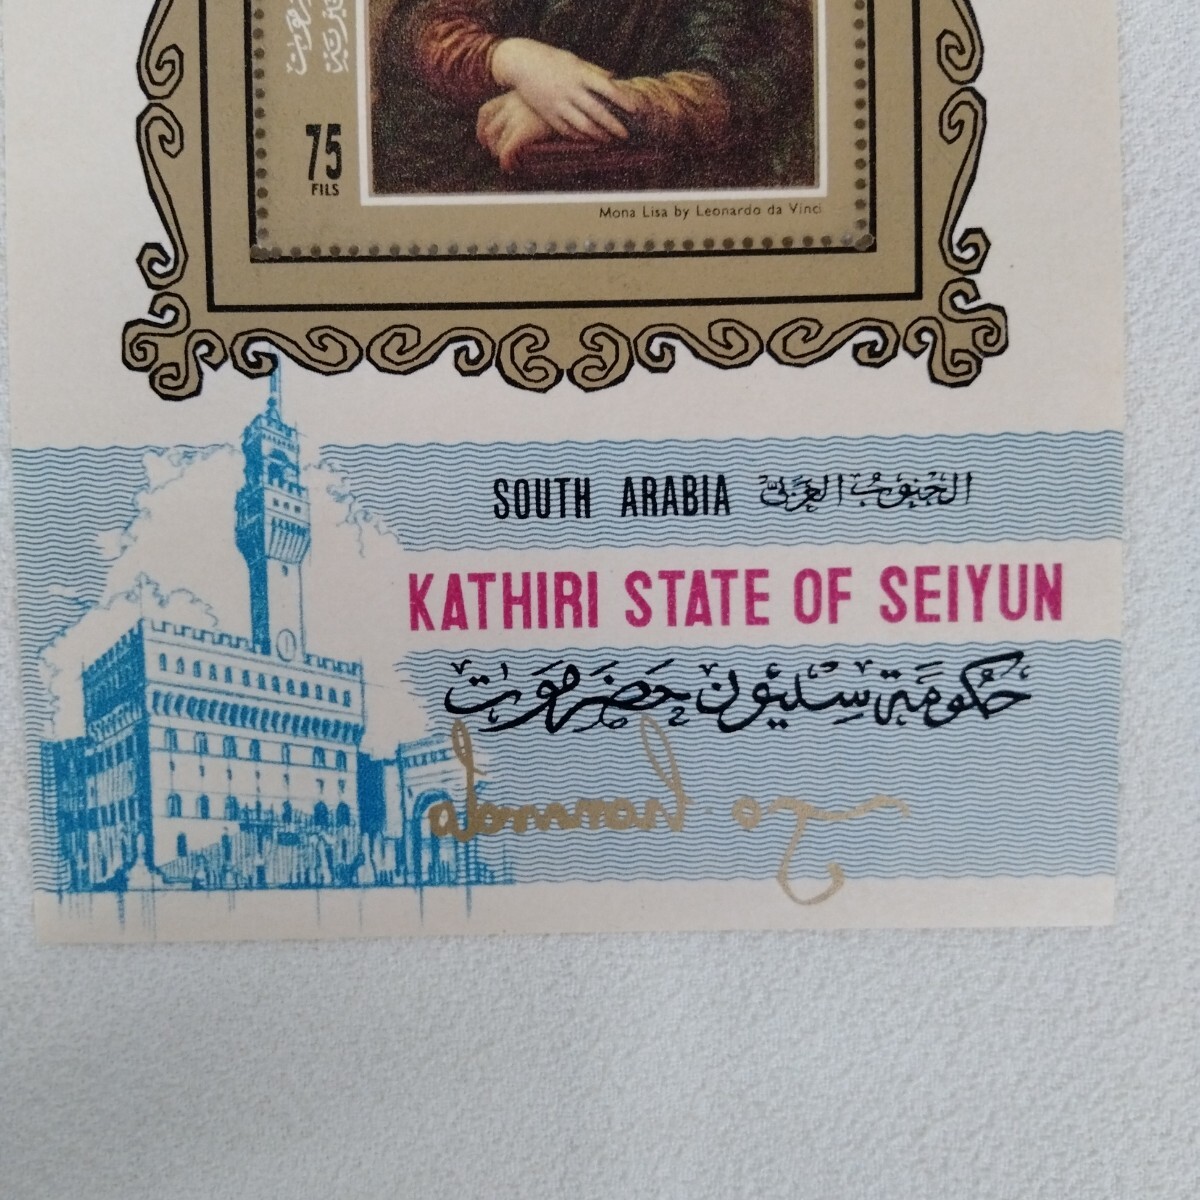 75
FILS
Mona Lisa by Leonardo da Vinci
SOUTH ARABIA الجنوب العربي
KATHIRI STATE OF SEIYUN
حكومة سيئون حضرموت